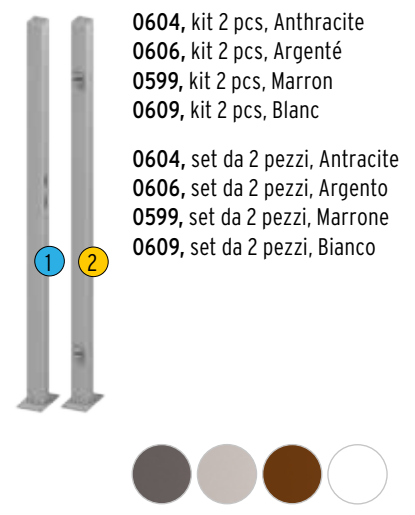 0604, kit 2 pcs, Anthracite
0606, kit 2 pcs, Argenté
0599, kit 2 pcs, Marron
0609, kit 2 pcs, Blanc
0604, set da 2 pezzi, Antracite
0606, set da 2 pezzi, Argento
0599, set da 2 pezzi, Marrone
0609, set da 2 pezzi, Bianco
1 2